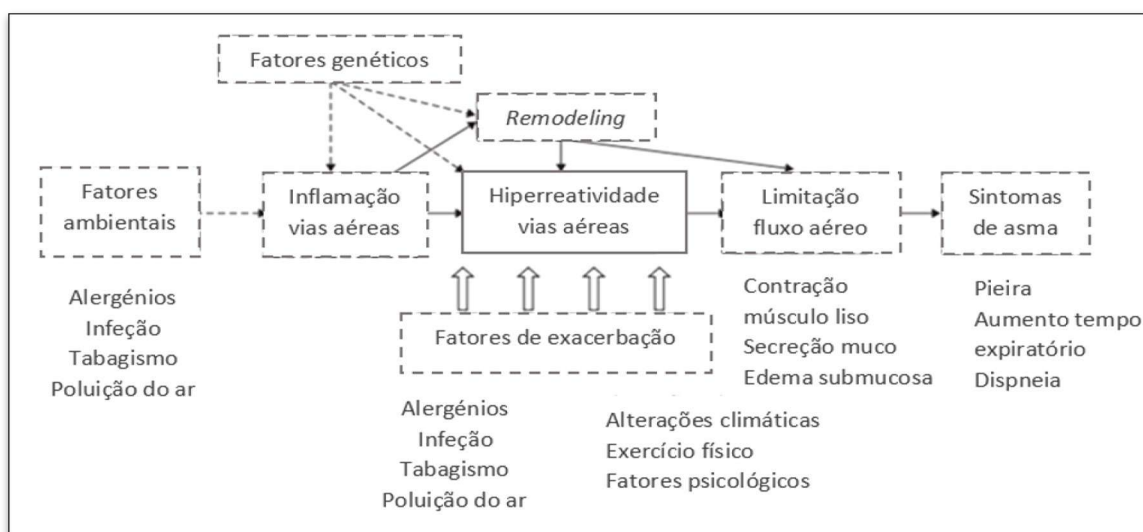 Fatores genéticos
Remodeling
Fatores
ambientais
Inflamação
vias aéreas
Hiperreatividade
vias aéreas
Limitação
fluxo aéreo
Sintomas
de asma
Alergénios
Infeção
Tabagismo
Poluição do ar
Fatores de exacerbação
Alergénios
Infeção
Tabagismo
Poluição do ar
Alterações climáticas
Exercício físico
Fatores psicológicos
Contração
músculo liso
Secreção muco
Edema submucosa
Pieira
Aumento tempo
expiratório
Dispneia